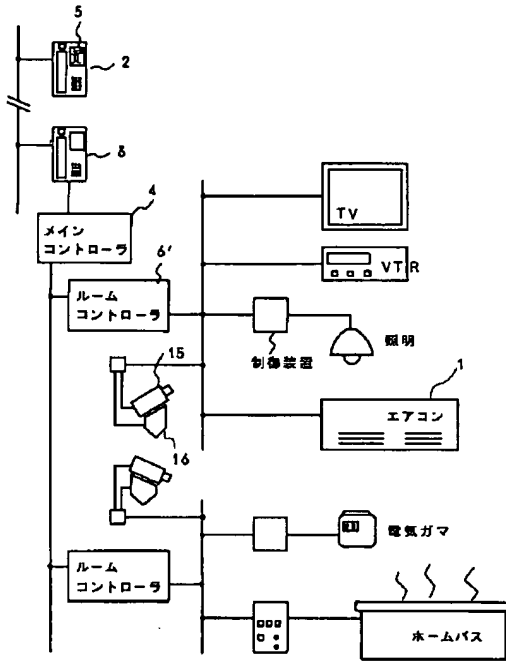 5
2
3
4
メイン
コントローラ
6'
ルーム
コントローラ
TV
VTR
制御装置
照明
15
16
1
エアコン
電気ガマ
ルーム
コントローラ
ホームバス